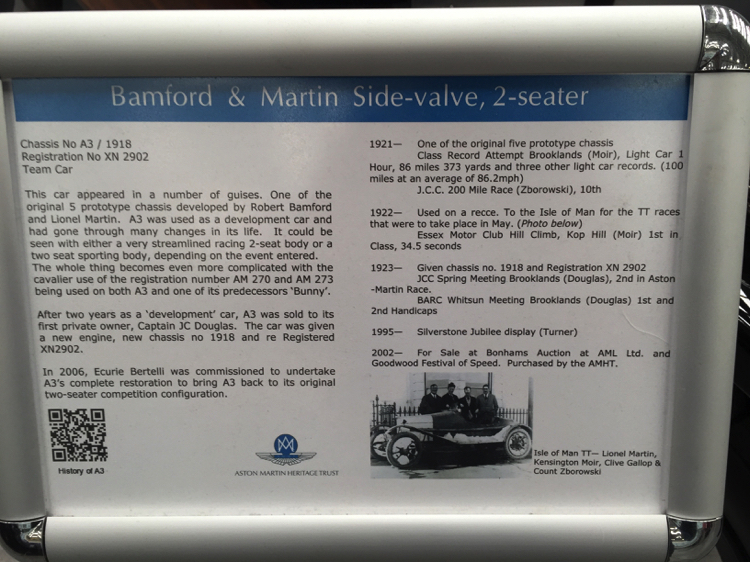 Bamford & Martin Side-valve, 2-seater
Chassis No A3 / 1918
Registration No XN 2902
Team Car
This car appeared in a number of guises. One of the
original 5 prototype chassis developed by Robert Bamford
and Lionel Martin. A3 was used as a development car and
had gone through many changes in its life. It could be
seen with either a very streamlined racing 2-seat body or a
two seat sporting body, depending on the event entered.
The whole thing becomes even more complicated with the
cavalier use of the registration number AM 270 and AM 273
being used on both A3 and one of its predecessors 'Bunny'.
After two years as a 'development' car, A3 was sold to its
first private owner, Captain JC Douglas. The car was given
a new engine, new chassis no 1918 and re Registered
XN2902.
In 2006, Ecurie Bertelli was commissioned to undertake
A3's complete restoration to bring A3 back to its original
two-seater competition configuration.
History of A3
AM
ASTON MARTIN HERITAGE TRUST
1921— One of the original five prototype chassis
Class Record Attempt Brooklands (Moir), Light Car 1
Hour, 86 miles 373 yards and three other light car records. (100
miles at an average of 86.2mph)
J.C.C. 200 Mile Race (Zborowski), 10th
1922— Used on a recce. To the Isle of Man for the TT races
that were to take place in May. (Photo below)
Essex Motor Club Hill Climb, Kop Hill (Moir) 1st in
Class, 34.5 seconds
1923— Given chassis no. 1918 and Registration XN 2902
JCC Spring Meeting Brooklands (Douglas), 2nd in Aston
-Martin Race.
BARC Whitsun Meeting Brooklands (Douglas) 1st and
2nd Handicaps
1995— Silverstone Jubilee display (Turner)
2002— For Sale at Bonhams Auction at AML Ltd. and
Goodwood Festival of Speed. Purchased by the AMHT.
Isle of Man TT— Lionel Martin,
Kensington Moir, Clive Gallop &
Count Zborowski